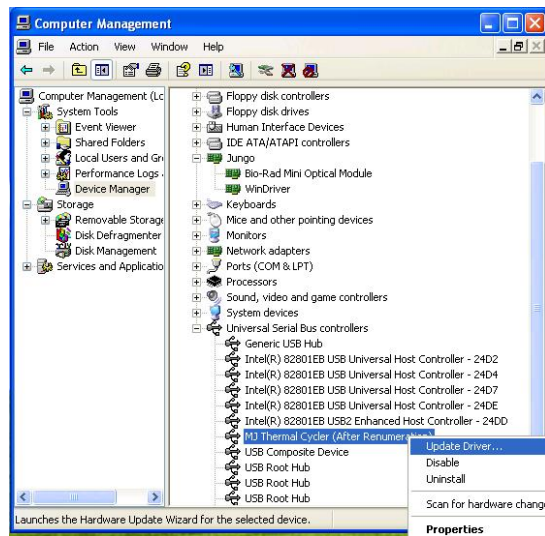 Computer Management
File Action View Window Help
Computer Management (Lc
System Tools
Event Viewer
Shared Folders
Local Users and Gr
Performance Logs
Device Manager
Storage
Removable Storage
Disk Defragmenter
Disk Management
Services and Applicatio
Floppy disk controllers
Floppy disk drives
Human Interface Devices
IDE ATA/ATAPI controllers
Jungo
Bio-Rad Mini Optical Module
WinDriver
Keyboards
Mice and other pointing devices
Monitors
Network adapters
Ports (COM & LPT)
Processors
Sound, video and game controllers
System devices
Universal Serial Bus controllers
Generic USB Hub
Intel(R) 82801EB USB Universal Host Controller - 24D2
Intel(R) 82801EB USB Universal Host Controller - 24D4
Intel(R) 82801EB USB Universal Host Controller - 24D7
Intel(R) 82801EB USB Universal Host Controller - 24DE
Intel(R) 82801EB USB2 Enhanced Host Controller - 24DD
MJ Thermal Cycler (After Renumeration)
USB Composite Device
USB Root Hub
USB Root Hub
USB Root Hub
Update Driver...
Disable
Uninstall
Scan for hardware change
Properties
Launches the Hardware Update Wizard for the selected device.